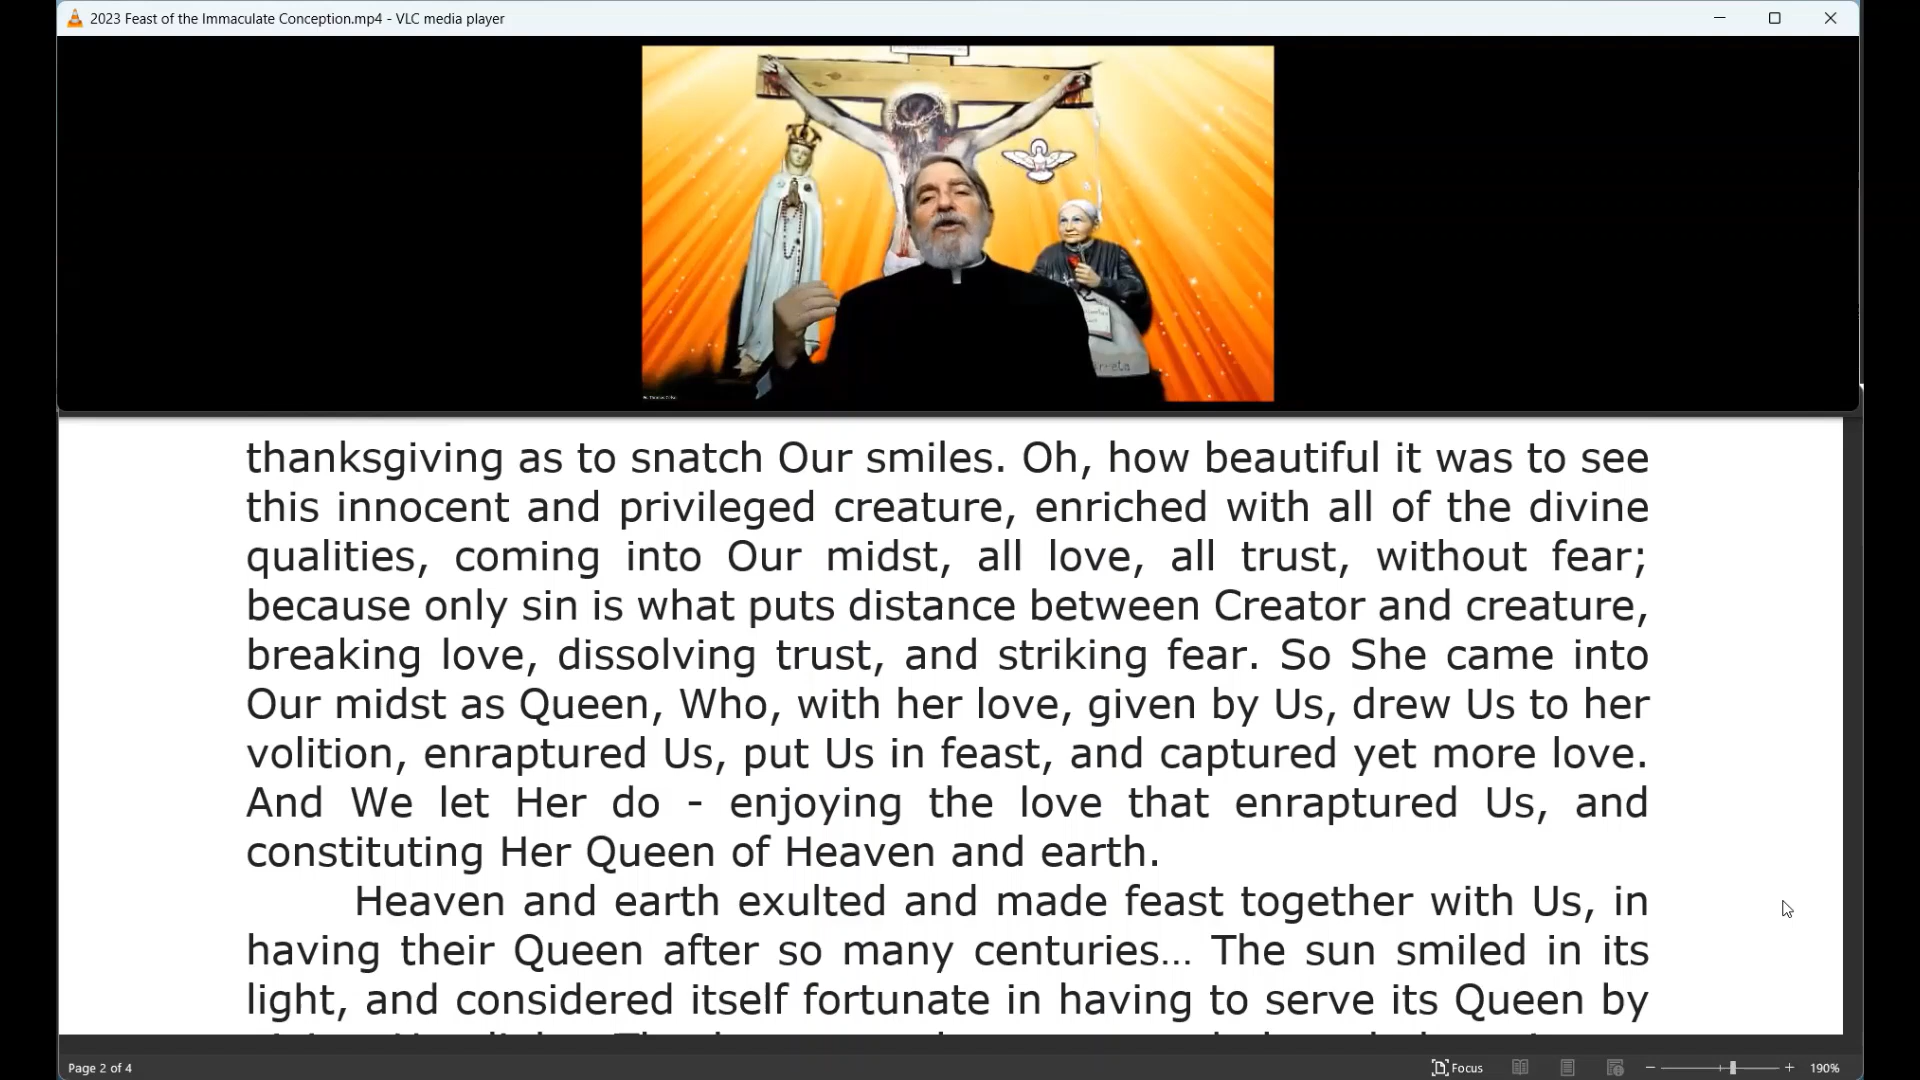 2023 Feast of the Immaculate Conception.mp4 - VLC media player
thanksgiving as to snatch Our smiles. Oh, how beautiful it was to see
this innocent and privileged creature, enriched with all of the divine
qualities, coming into Our midst, all love, all trust, without fear;
because only sin is what puts distance between Creator and creature,
breaking love, dissolving trust, and striking fear. So She came into
Our midst as Queen, Who, with her love, given by Us, drew Us to her
volition, enraptured Us, put Us in feast, and captured yet more love.
And We let Her do - enjoying the love that enraptured Us, and
constituting Her Queen of Heaven and earth.
Heaven and earth exulted and made feast together with Us, in
having their Queen after so many centuries... The sun smiled in its
light, and considered itself fortunate in having to serve its Queen by
Page 2 of 4
Focus
190%